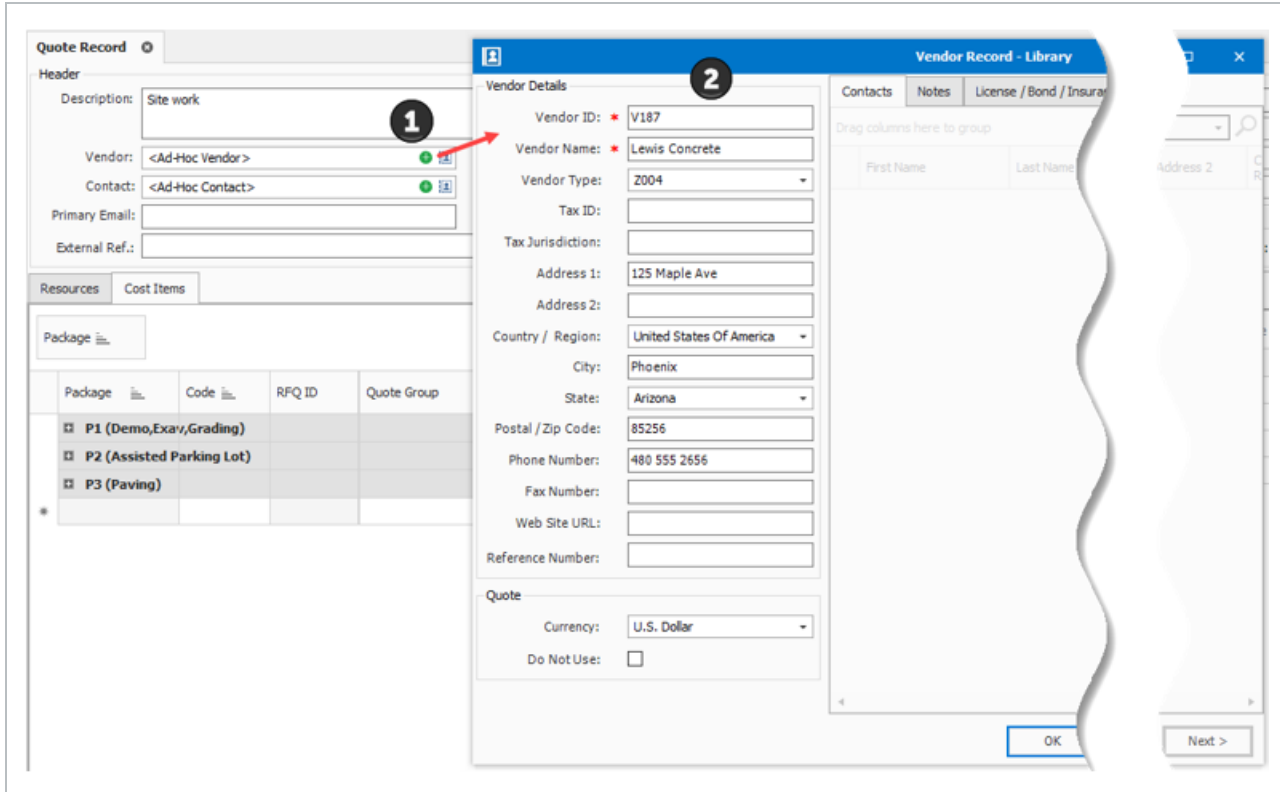 Quote Record
Header
Description: Site work
Vendor: <Ad-Hoc Vendor>
Contact: <Ad-Hoc Contact>
Primary Email:
External Ref.:
Resources Cost Items
Package
Package Code RFQ ID Quote Group
P1 (Demo,Exav,Grading)
P2 (Assisted Parking Lot)
P3 (Paving)
1
2
Vendor Record - Library
Vendor Details
Vendor ID: * V187
Vendor Name: * Lewis Concrete
Vendor Type: Z004
Tax ID:
Tax Jurisdiction:
Address 1: 125 Maple Ave
Address 2:
Country / Region: United States Of America
City: Phoenix
State: Arizona
Postal / Zip Code: 85256
Phone Number: 480 555 2656
Fax Number:
Web Site URL:
Reference Number:
Quote
Currency: U.S. Dollar
Do Not Use:
Contacts Notes License / Bond / Insura
Drag columns here to group
First Name Last Name Address 2
OK Next >